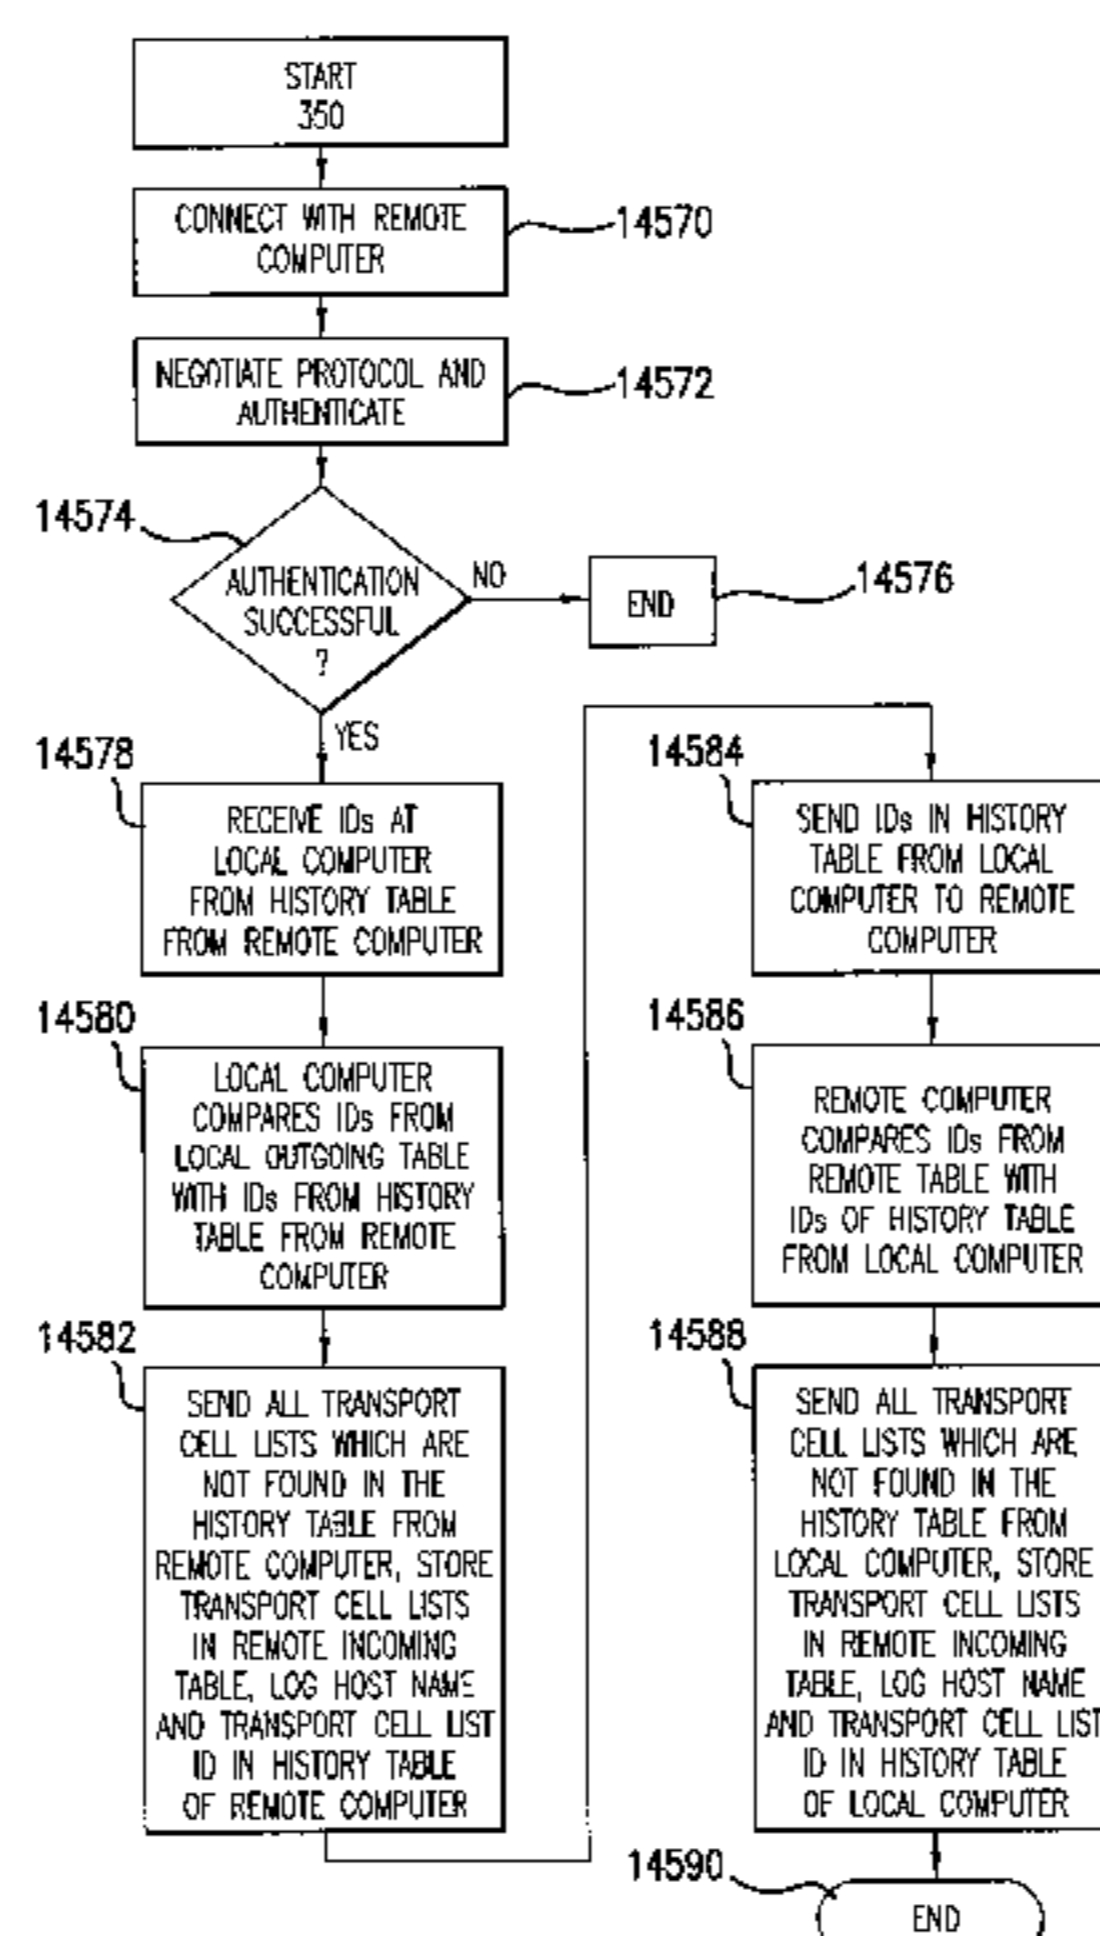 START
350
CONNECT WITH REMOTE
COMPUTER
14570
NEGOTIATE PROTOCOL AND
AUTHENTICATE
14572
14574
AUTHENTICATION
SUCCESSFUL
?
NO
END
14576
YES
14578
RECEIVE IDs AT
LOCAL COMPUTER
FROM HISTORY TABLE
FROM REMOTE COMPUTER
14580
LOCAL COMPUTER
COMPARES IDs FROM
LOCAL OUTGOING TABLE
WITH IDs FROM HISTORY
TABLE FROM REMOTE
COMPUTER
14582
SEND ALL TRANSPORT
CELL LISTS WHICH ARE
NOT FOUND IN THE
HISTORY TABLE FROM
REMOTE COMPUTER, STORE
TRANSPORT CELL LISTS
IN REMOTE INCOMING
TABLE, LOG HOST NAME
AND TRANSPORT CELL LIST
ID IN HISTORY TABLE
OF REMOTE COMPUTER
14584
SEND IDs IN HISTORY
TABLE FROM LOCAL
COMPUTER TO REMOTE
COMPUTER
14586
REMOTE COMPUTER
COMPARES IDs FROM
REMOTE TABLE WITH
IDs OF HISTORY TABLE
FROM LOCAL COMPUTER
14588
SEND ALL TRANSPORT
CELL LISTS WHICH ARE
NOT FOUND IN THE
HISTORY TABLE FROM
LOCAL COMPUTER, STORE
TRANSPORT CELL LISTS
IN REMOTE INCOMING
TABLE, LOG HOST NAME
AND TRANSPORT CELL LIST
ID IN HISTORY TABLE
OF LOCAL COMPUTER
14590
END